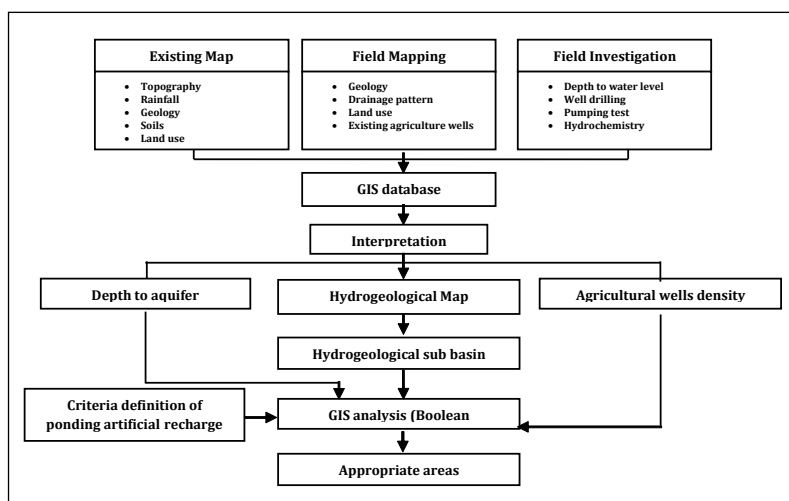 Existing Map
• Topography
• Rainfall
• Geology
• Soils
• Land use
Field Mapping
• Geology
• Drainage pattern
• Land use
• Existing agriculture wells
Field Investigation
• Depth to water level
• Well drilling
• Pumping test
• Hydrochemistry
GIS database
Interpretation
Depth to aquifer
Hydrogeological Map
Agricultural wells density
Hydrogeological sub basin
Criteria definition of
ponding artificial recharge
GIS analysis (Boolean
Appropriate areas